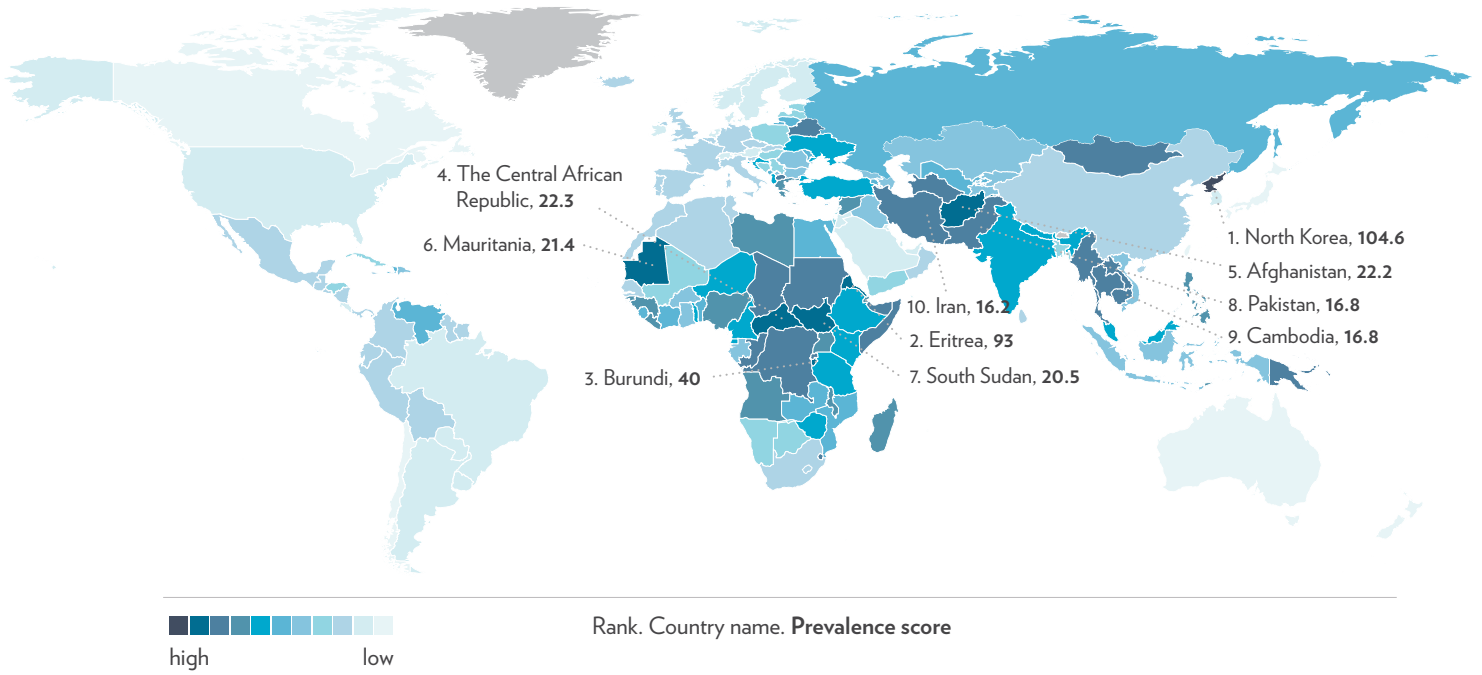 4. The Central African
Republic, 22.3
6. Mauritania, 21.4
3. Burundi, 40
10. Iran, 16.2
2. Eritrea, 93
7. South Sudan, 20.5
1. North Korea, 104.6
5. Afghanistan, 22.2
8. Pakistan, 16.8
9. Cambodia, 16.8
high
low
Rank. Country name. Prevalence score